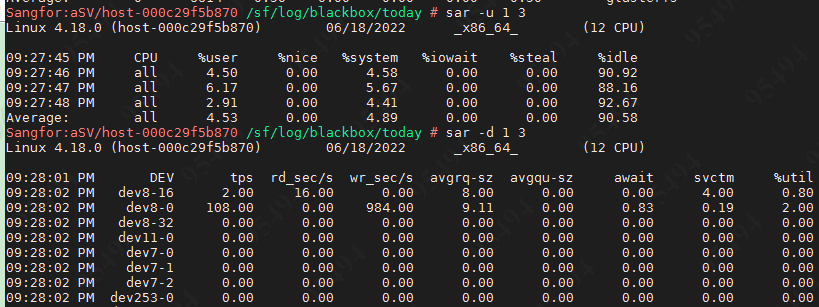 Sangfor:aSV/host-000c29f5b870 /sf/log/blackbox/today # sar -u 1 3
Linux 4.18.0 (host-000c29f5b870) 06/18/2022 _x86_64_ (12 CPU)
09:27:45 PM CPU %user %nice %system %iowait %steal %idle
09:27:46 PM all 4.50 0.00 4.58 0.00 0.00 90.92
09:27:47 PM all 6.17 0.00 5.67 0.00 0.00 88.16
09:27:48 PM all 2.91 0.00 4.41 0.00 0.00 92.67
Average: all 4.53 0.00 4.89 0.00 0.00 90.58
Sangfor:aSV/host-000c29f5b870 /sf/log/blackbox/today # sar -d 1 3
Linux 4.18.0 (host-000c29f5b870) 06/18/2022 _x86_64_ (12 CPU)
09:28:01 PM DEV tps rd_sec/s wr_sec/s avgrq-sz avgqu-sz await svctm %util
09:28:02 PM dev8-16 2.00 16.00 0.00 8.00 0.00 0.00 4.00 0.80
09:28:02 PM dev8-0 108.00 0.00 984.00 9.11 0.00 0.83 0.19 2.00
09:28:02 PM dev8-32 0.00 0.00 0.00 0.00 0.00 0.00 0.00 0.00
09:28:02 PM dev11-0 0.00 0.00 0.00 0.00 0.00 0.00 0.00 0.00
09:28:02 PM dev7-0 0.00 0.00 0.00 0.00 0.00 0.00 0.00 0.00
09:28:02 PM dev7-1 0.00 0.00 0.00 0.00 0.00 0.00 0.00 0.00
09:28:02 PM dev7-2 0.00 0.00 0.00 0.00 0.00 0.00 0.00 0.00
09:28:02 PM dev253-0 0.00 0.00 0.00 0.00 0.00 0.00 0.00 0.00